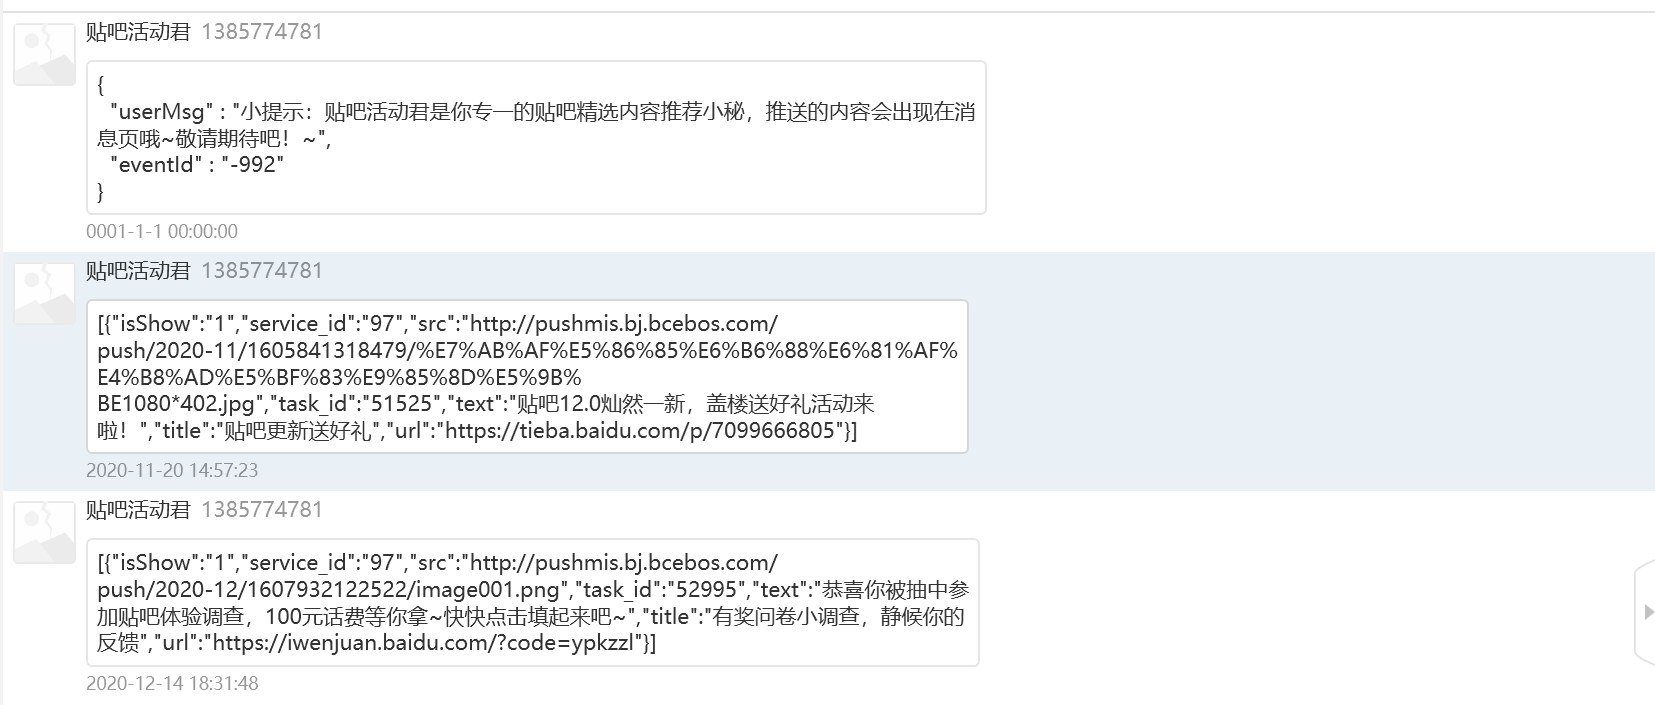 贴吧活动君 1385774781
{
"userMsg" : "小提示：贴吧活动君是你专一的贴吧精选内容推荐小秘，推送的内容会出现在消
息页哦~敬请期待吧！~",
"eventId" : "-992"
}
0001-1-1 00:00:00
贴吧活动君 1385774781
[{"isShow":"1","service_id":"97","src":"http://pushmis.bj.bcebos.com/
push/2020-11/1605841318479/%E7%AB%AF%E5%86%85%E6%B6%88%E6%81%AF%
E4%B8%AD%E5%BF%83%E9%85%8D%E5%9B%
BE1080*402.jpg","task_id":"51525","text":"贴吧12.0灿然一新，盖楼送好礼活动来
啦！","title":"贴吧更新送好礼","url":"https://tieba.baidu.com/p/7099666805"}]
2020-11-20 14:57:23
贴吧活动君 1385774781
[{"isShow":"1","service_id":"97","src":"http://pushmis.bj.bcebos.com/
push/2020-12/1607932122522/image001.png","task_id":"52995","text":"恭喜你被抽中参
加贴吧体验调查，100元话费等你拿~快快点击填起来吧~","title":"有奖问卷小调查，静候你的
反馈","url":"https://iwenjuan.baidu.com/?code=ypkzzl"}]
2020-12-14 18:31:48